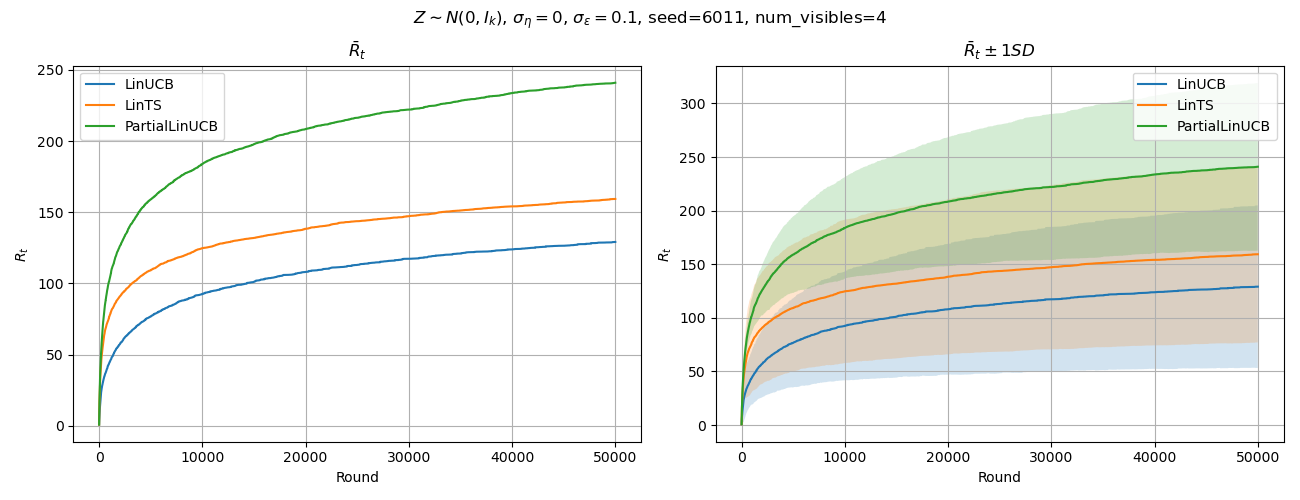 Z ∼ N(0, I_k), σ_η = 0, σ_ε = 0.1, seed=6011, num_visibles=4
R̄_t
250
200
150
100
50
0
R_t
0 10000 20000 30000 40000 50000
Round
LinUCB
LinTS
PartialLinUCB
R̄_t ± 1SD
300
250
200
150
100
50
0
R_t
0 10000 20000 30000 40000 50000
Round
LinUCB
LinTS
PartialLinUCB